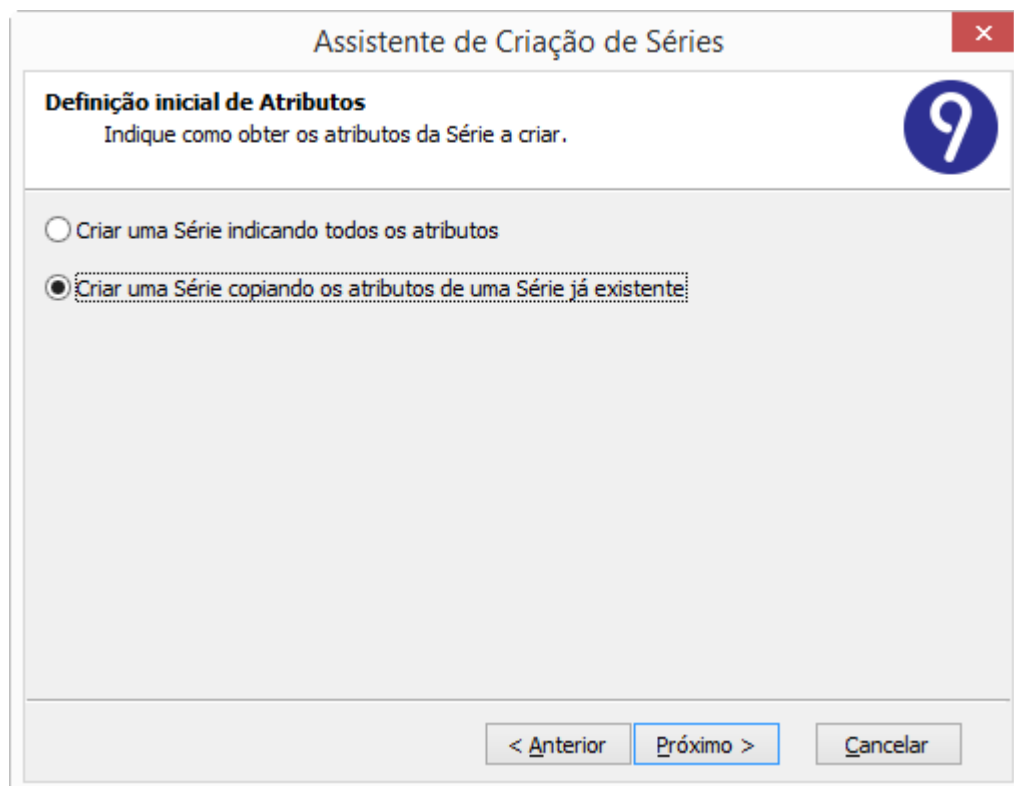 Assistente de Criação de Séries
Definição inicial de Atributos
Indique como obter os atributos da Série a criar.
9
Criar uma Série indicando todos os atributos
Criar uma Série copiando os atributos de uma Série já existente
< Anterior Próximo > Cancelar